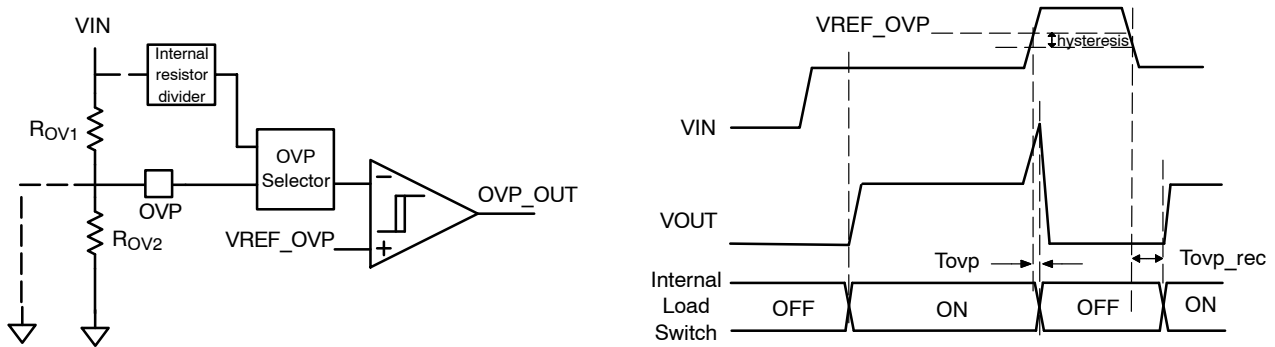 VIN
Internal
resistor
divider
ROV1
OVP
Selector
OVP
OVP_OUT
VREF_OVP
ROV2
−
+
VREF_OVP
hysteresis
VIN
VOUT
Tovp
Tovp_rec
Internal
Load
Switch
OFF
ON
OFF
ON